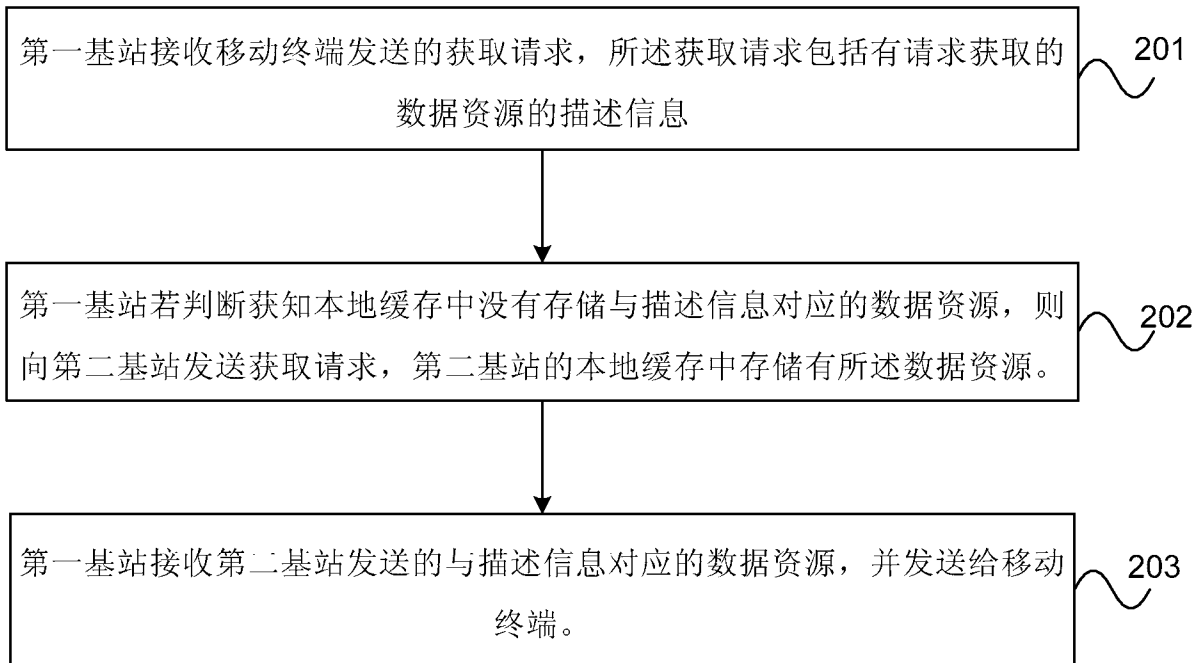 第一基站接收移动终端发送的获取请求，所述获取请求包括有请求获取的
数据资源的描述信息
201
第一基站若判断获知本地缓存中没有存储与描述信息对应的数据资源，则
向第二基站发送获取请求，第二基站的本地缓存中存储有所述数据资源。
202
第一基站接收第二基站发送的与描述信息对应的数据资源，并发送给移动
终端。
203